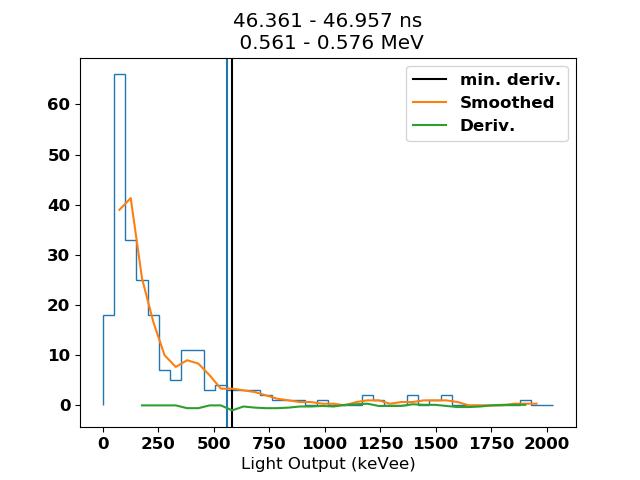 46.361 - 46.957 ns
0.561 - 0.576 MeV
min. deriv.
Smoothed
Deriv.
60
50
40
30
20
10
0
0 250 500 750 1000 1250 1500 1750 2000
Light Output (keVee)